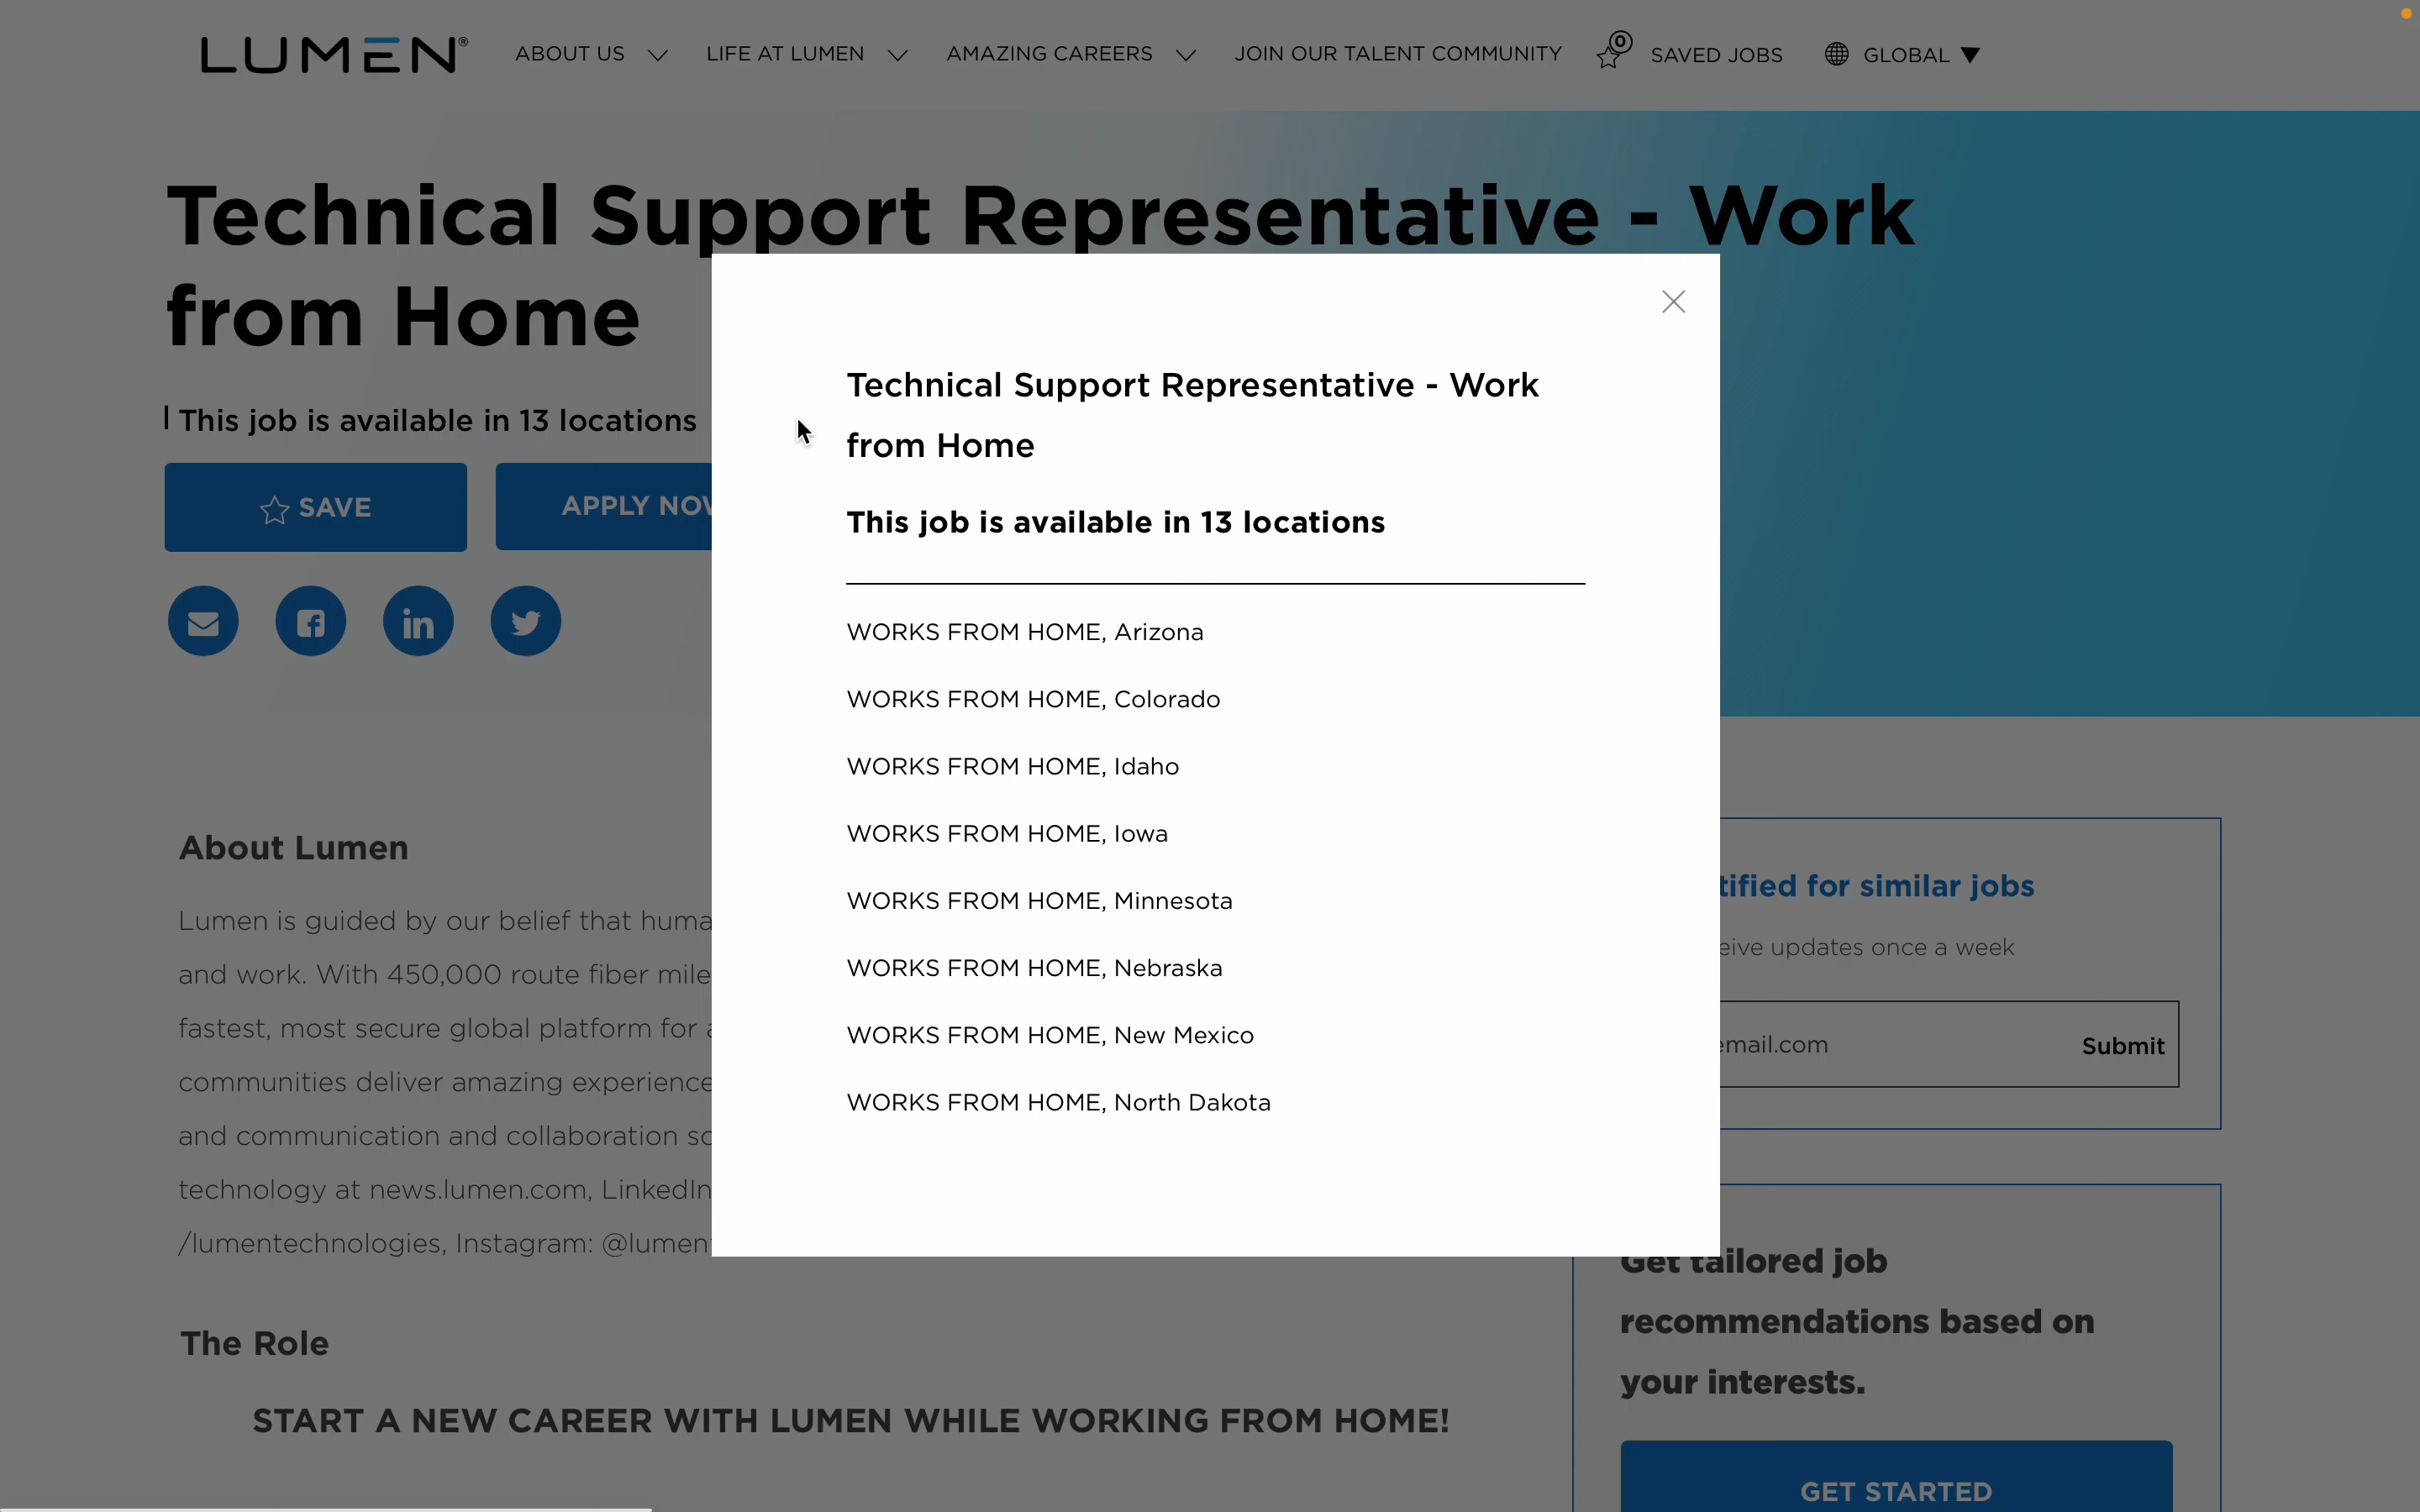 LUMEN®
ABOUT US
LIFE AT LUMEN
AMAZING CAREERS
JOIN OUR TALENT COMMUNITY
0
SAVED JOBS
GLOBAL
Technical Support Representative - Work
from Home
This job is available in 13 locations
SAVE
APPLY NOW
Technical Support Representative - Work
from Home
This job is available in 13 locations
WORKS FROM HOME, Arizona
WORKS FROM HOME, Colorado
WORKS FROM HOME, Idaho
WORKS FROM HOME, Iowa
WORKS FROM HOME, Minnesota
WORKS FROM HOME, Nebraska
WORKS FROM HOME, New Mexico
WORKS FROM HOME, North Dakota
About Lumen
Lumen is guided by our belief that huma
and work. With 450,000 route fiber mile
fastest, most secure global platform for
communities deliver amazing experience
and communication and collaboration so
technology at news.lumen.com, LinkedIn
/lumentechnologies, Instagram: @lumen
The Role
START A NEW CAREER WITH LUMEN WHILE WORKING FROM HOME!
tified for similar jobs
eive updates once a week
email.com
Submit
Get tailored job
recommendations based on
your interests.
GET STARTED